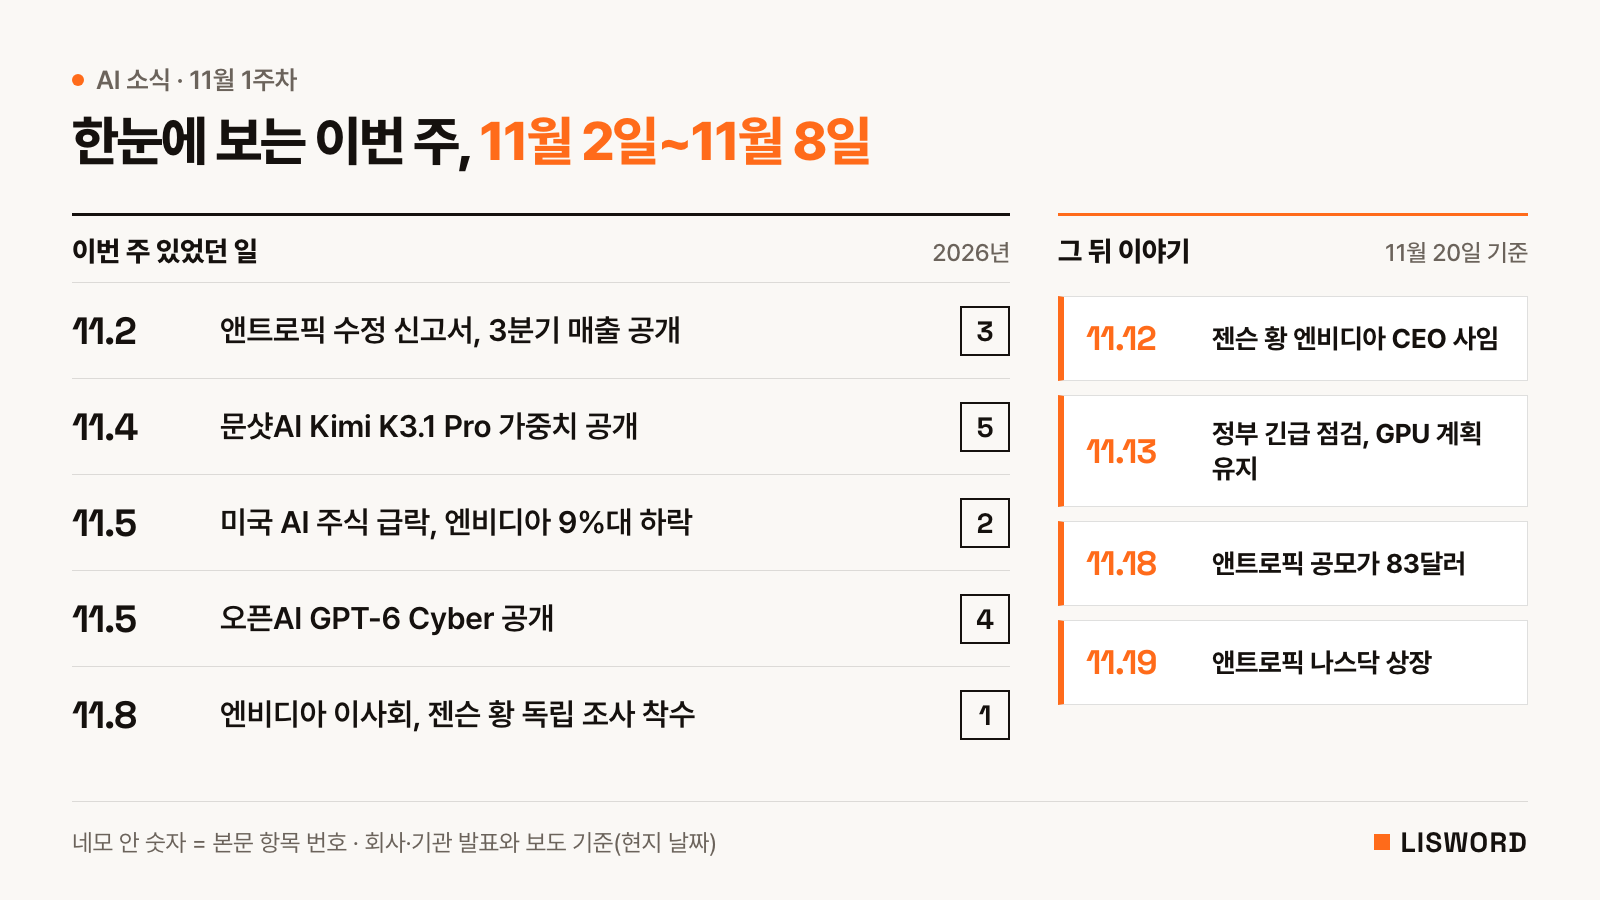 AI 소식 · 11월 1주차
한눈에 보는 이번 주, 11월 2일~11월 8일
이번 주 있었던 일
2026년
11.2
앤트로픽 수정 신고서, 3분기 매출 공개
3
11.4
문샷AI Kimi K3.1 Pro 가중치 공개
5
11.5
미국 AI 주식 급락, 엔비디아 9%대 하락
2
11.5
오픈AI GPT-6 Cyber 공개
4
11.8
엔비디아 이사회, 젠슨 황 독립 조사 착수
1
그 뒤 이야기
11월 20일 기준
11.12
젠슨 황 엔비디아 CEO 사임
11.13
정부 긴급 점검, GPU 계획
유지
11.18
앤트로픽 공모가 83달러
11.19
앤트로픽 나스닥 상장
네모 안 숫자 = 본문 항목 번호 · 회사·기관 발표와 보도 기준(현지 날짜)
LISWORD